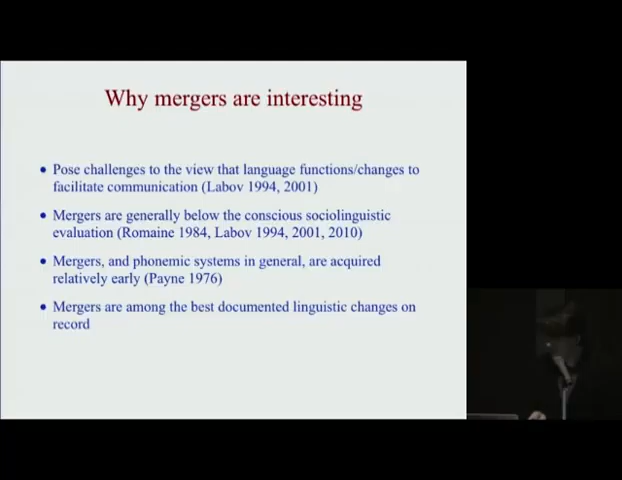 Why mergers are interesting
• Pose challenges to the view that language functions/changes to
facilitate communication (Labov 1994, 2001)
• Mergers are generally below the conscious sociolinguistic
evaluation (Romaine 1984, Labov 1994, 2001, 2010)
• Mergers, and phonemic systems in general, are acquired
relatively early (Payne 1976)
• Mergers are among the best documented linguistic changes on
record